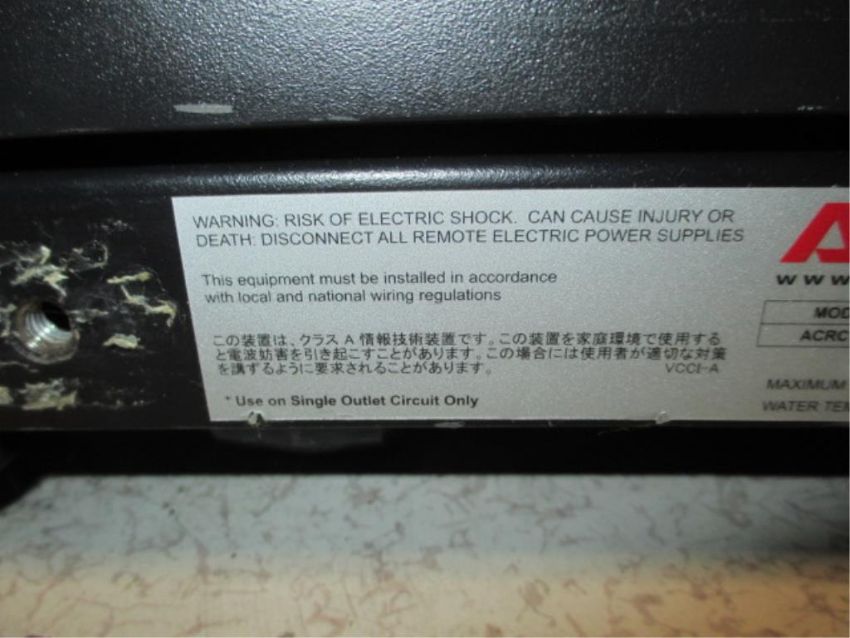 WARNING: RISK OF ELECTRIC SHOCK. CAN CAUSE INJURY OR
DEATH: DISCONNECT ALL REMOTE ELECTRIC POWER SUPPLIES
This equipment must be installed in accordance
with local and national wiring regulations
この装置は、クラス A 情報技術装置です。この装置を家庭環境で使用する
と電波妨害を引き起こすことがあります。この場合には使用者が適切な対策
を講ずるように要求されることがあります。 VCCI-A
* Use on Single Outlet Circuit Only
A
www
MOD
ACRC
MAXIMUM
WATER TEM